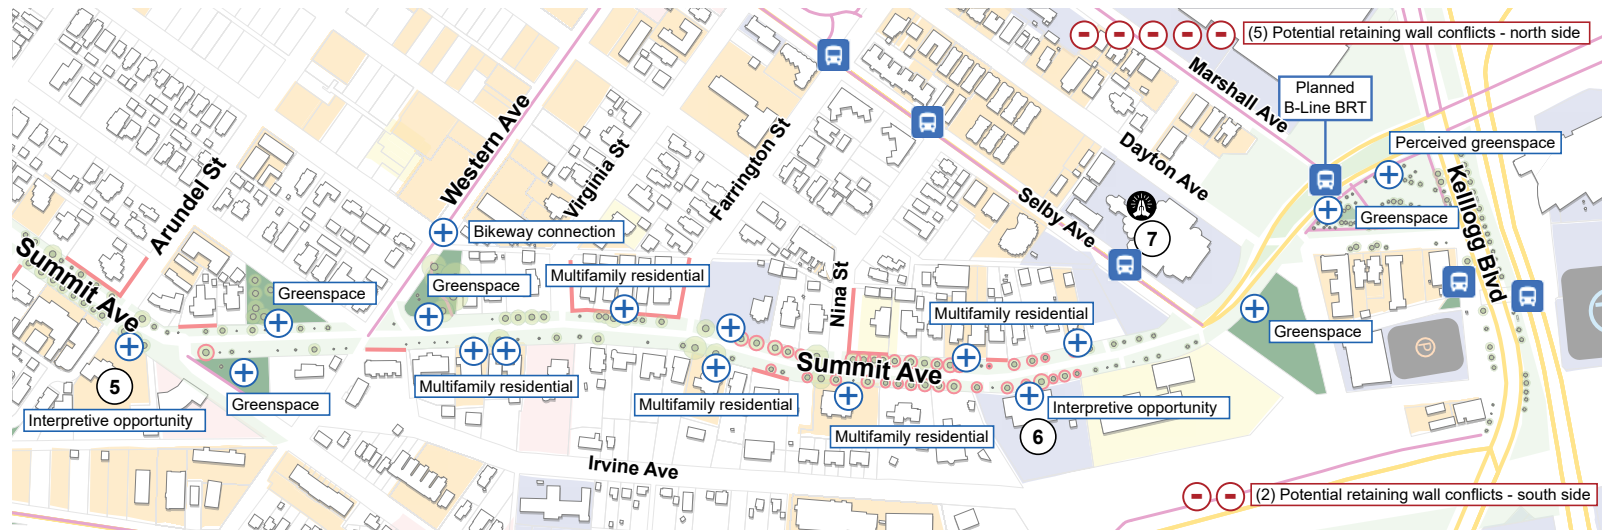 (5) Potential retaining wall conflicts - north side
Marshall Ave
Planned
B-Line BRT
Western Ave
Dayton Ave
Perceived greenspace
Arundel St
Virginia St
Farrington St
Selby Ave
Kelllogg Blvd
Greenspace
7
Bikeway connection
Summit Ave
Multifamily residential
Nina St
Greenspace
Greenspace
Multifamily residential
Greenspace
P
Summit Ave
5
Multifamily residential
Greenspace
Multifamily residential
Interpretive opportunity
Interpretive opportunity
Multifamily residential
6
Irvine Ave
(2) Potential retaining wall conflicts - south side